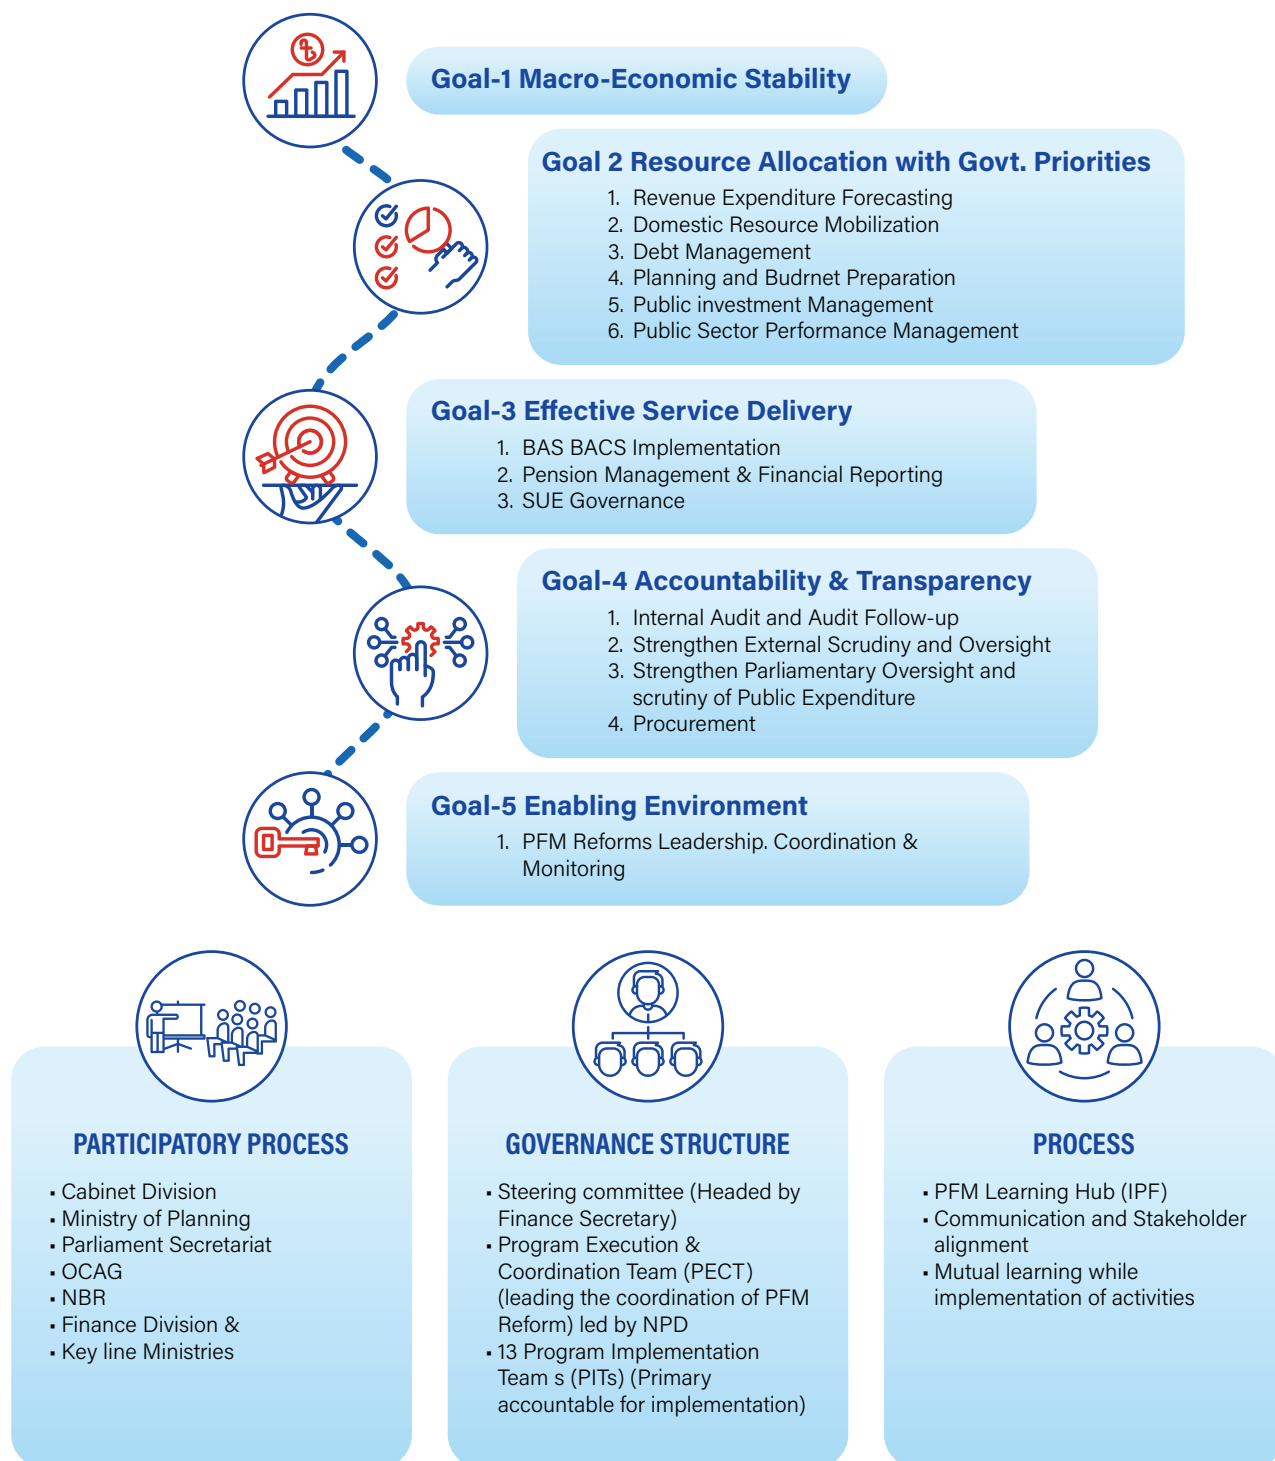 Goal-1 Macro-Economic Stability
Goal 2 Resource Allocation with Govt. Priorities
1. Revenue Expenditure Forecasting
2. Domestic Resource Mobilization
3. Debt Management
4. Planning and Budrnet Preparation
5. Public investment Management
6. Public Sector Performance Management
Goal-3 Effective Service Delivery
1. BAS BACS Implementation
2. Pension Management & Financial Reporting
3. SUE Governance
Goal-4 Accountability & Transparency
1. Internal Audit and Audit Follow-up
2. Strengthen External Scrudiny and Oversight
3. Strengthen Parliamentary Oversight and
scrutiny of Public Expenditure
4. Procurement
Goal-5 Enabling Environment
1. PFM Reforms Leadership. Coordination &
Monitoring
PARTICIPATORY PROCESS
▪ Cabinet Division
▪ Ministry of Planning
▪ Parliament Secretariat
▪ OCAG
▪ NBR
▪ Finance Division &
▪ Key line Ministries
GOVERNANCE STRUCTURE
▪ Steering committee (Headed by
Finance Secretary)
▪ Program Execution &
Coordination Team (PECT)
(leading the coordination of PFM
Reform) led by NPD
▪ 13 Program Implementation
Team s (PITs) (Primary
accountable for implementation)
PROCESS
▪ PFM Learning Hub (IPF)
▪ Communication and Stakeholder
alignment
▪ Mutual learning while
implementation of activities